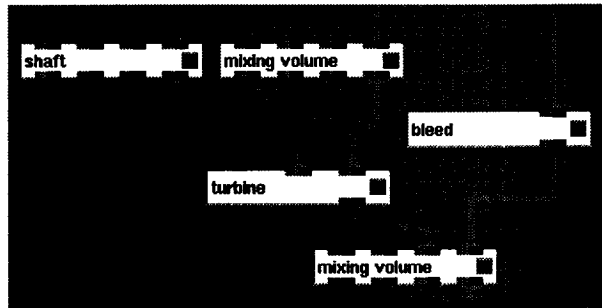 shaft
mixing volume
bleed
turbine
mixing volume